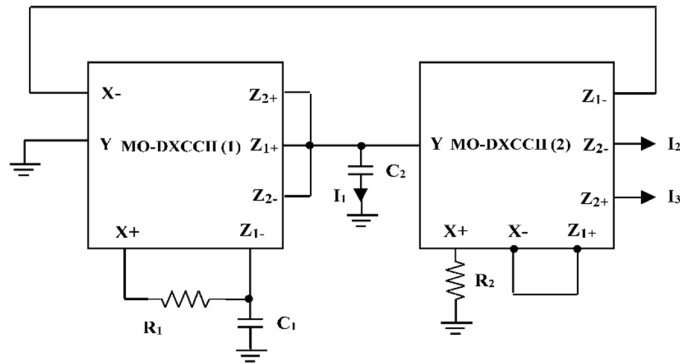 X-
Z2+
Z1-
Y MO-DXCCII (1) Z1+
Y MO-DXCCII (2) Z2-
I2
C2
Z2-
I1
Z2+
I3
X+ Z1-
X+ X- Z1+
R2
R1
C1